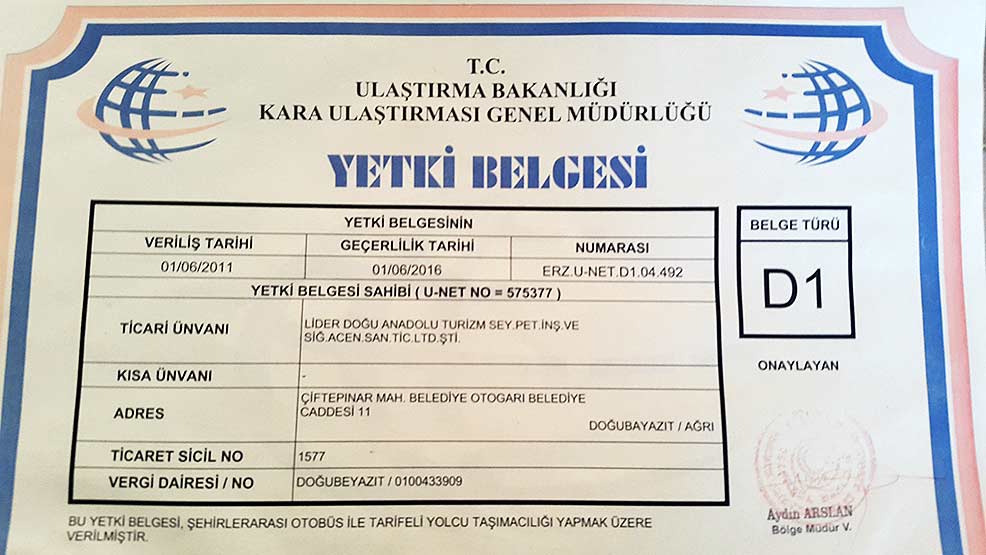 T.C.
ULAŞTIRMA BAKANLIĞI
KARA ULAŞTIRMASI GENEL MÜDÜRLÜĞÜ
YETKİ BELGESİ
YETKİ BELGESİNİN
VERİLİŞ TARİHİ GEÇERLİLİK TARİHİ NUMARASI
01/06/2011 01/06/2016 ERZ.U-NET.D1.04.492
YETKİ BELGESİ SAHİBİ ( U-NET NO = 575377 )
TİCARİ ÜNVANI LİDER DOĞU ANADOLU TURİZM SEY.PET.İNŞ.VE
SİĞ.ACEN.SAN.TİC.LTD.ŞTİ.
KISA ÜNVANI -
ADRES ÇİFTEPINAR MAH. BELEDİYE OTOGARI BELEDİYE
CADDESİ 11
DOĞUBAYAZIT / AĞRI
TİCARET SİCİL NO 1577
VERGİ DAİRESİ / NO DOĞUBEYAZIT / 0100433909
BELGE TÜRÜ
D1
ONAYLAYAN
Aydın ARSLAN
Bölge Müdür V.
BU YETKİ BELGESİ, ŞEHİRLERARASI OTOBÜS İLE TARİFELİ YOLCU TAŞIMACILIĞI YAPMAK ÜZERE
VERİLMİŞTİR.